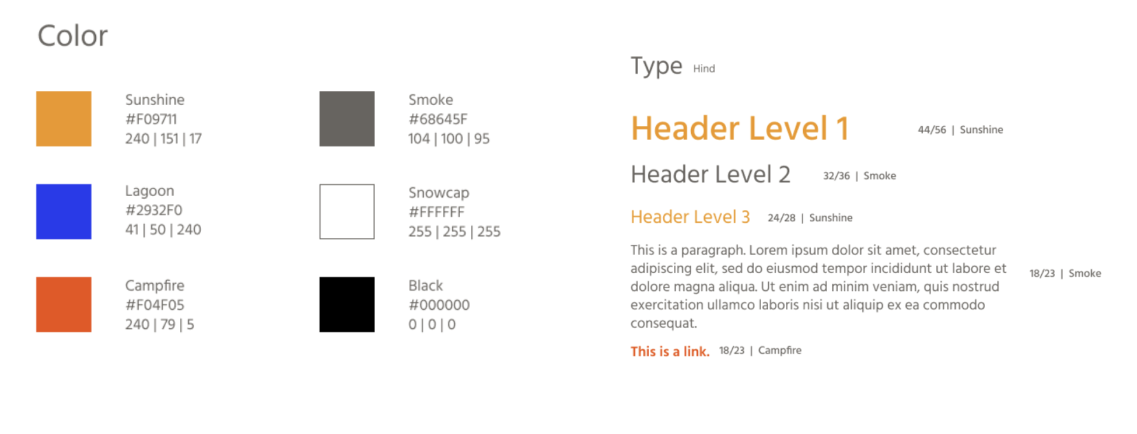 Color
Sunshine
#F09711
240 | 151 | 17
Smoke
#68645F
104 | 100 | 95
Lagoon
#2932F0
41 | 50 | 240
Snowcap
#FFFFFF
255 | 255 | 255
Campfire
#F04F05
240 | 79 | 5
Black
#000000
0 | 0 | 0
Type Hind
Header Level 1 44/56 | Sunshine
Header Level 2 32/36 | Smoke
Header Level 3 24/28 | Sunshine
This is a paragraph. Lorem ipsum dolor sit amet, consectetur
adipiscing elit, sed do eiusmod tempor incididunt ut labore et
dolore magna aliqua. Ut enim ad minim veniam, quis nostrud
exercitation ullamco laboris nisi ut aliquip ex ea commodo
consequat.
18/23 | Smoke
This is a link. 18/23 | Campfire